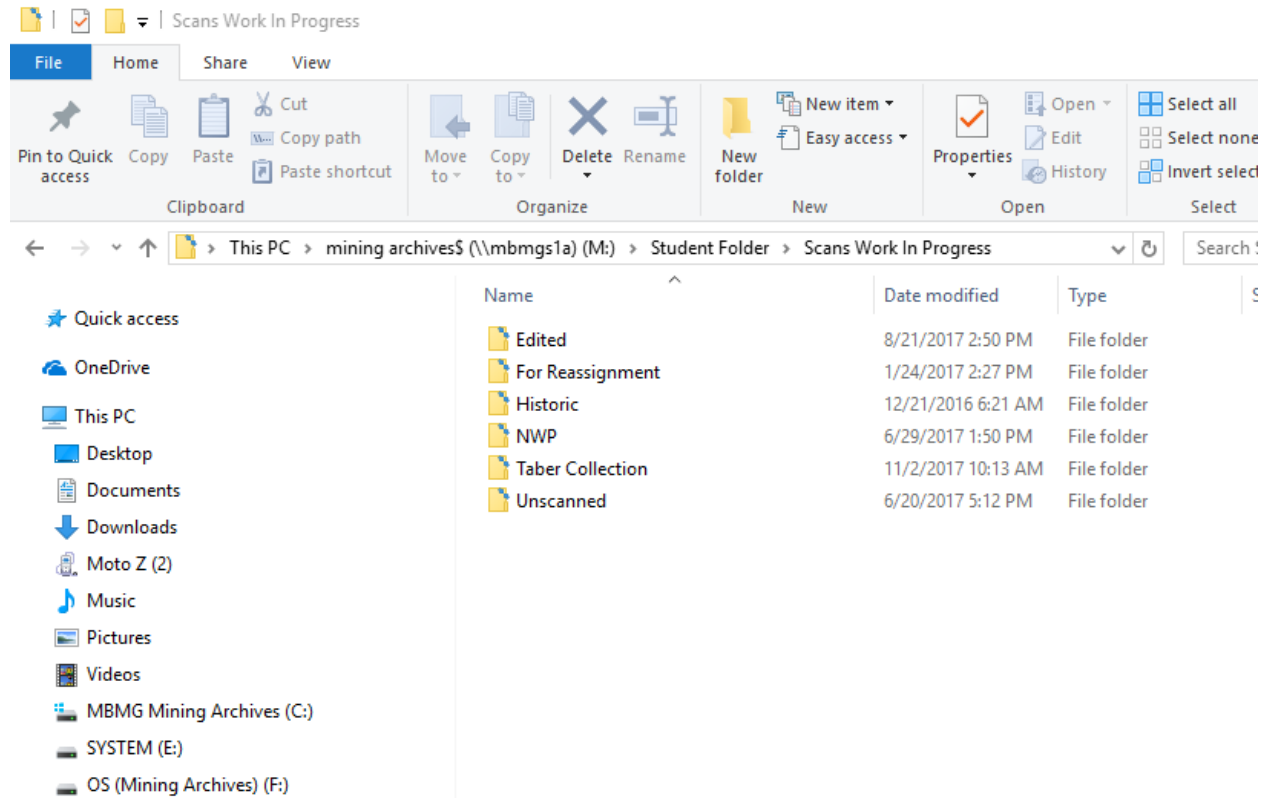 Scans Work In Progress
File Home Share View
Pin to Quick access
Copy
Paste
Cut
Copy path
Paste shortcut
Clipboard
Move to
Copy to
Delete
Rename
Organize
New folder
New item
Easy access
New
Properties
Open
Edit
History
Open
Select all
Select none
Invert select
Select
This PC > mining archives$ (\\mbmgs1a) (M:) > Student Folder > Scans Work In Progress
Search S
Quick access
OneDrive
This PC
Desktop
Documents
Downloads
Moto Z (2)
Music
Pictures
Videos
MBMG Mining Archives (C:)
SYSTEM (E:)
OS (Mining Archives) (F:)
Name Date modified Type S
Edited 8/21/2017 2:50 PM File folder
For Reassignment 1/24/2017 2:27 PM File folder
Historic 12/21/2016 6:21 AM File folder
NWP 6/29/2017 1:50 PM File folder
Taber Collection 11/2/2017 10:13 AM File folder
Unscanned 6/20/2017 5:12 PM File folder